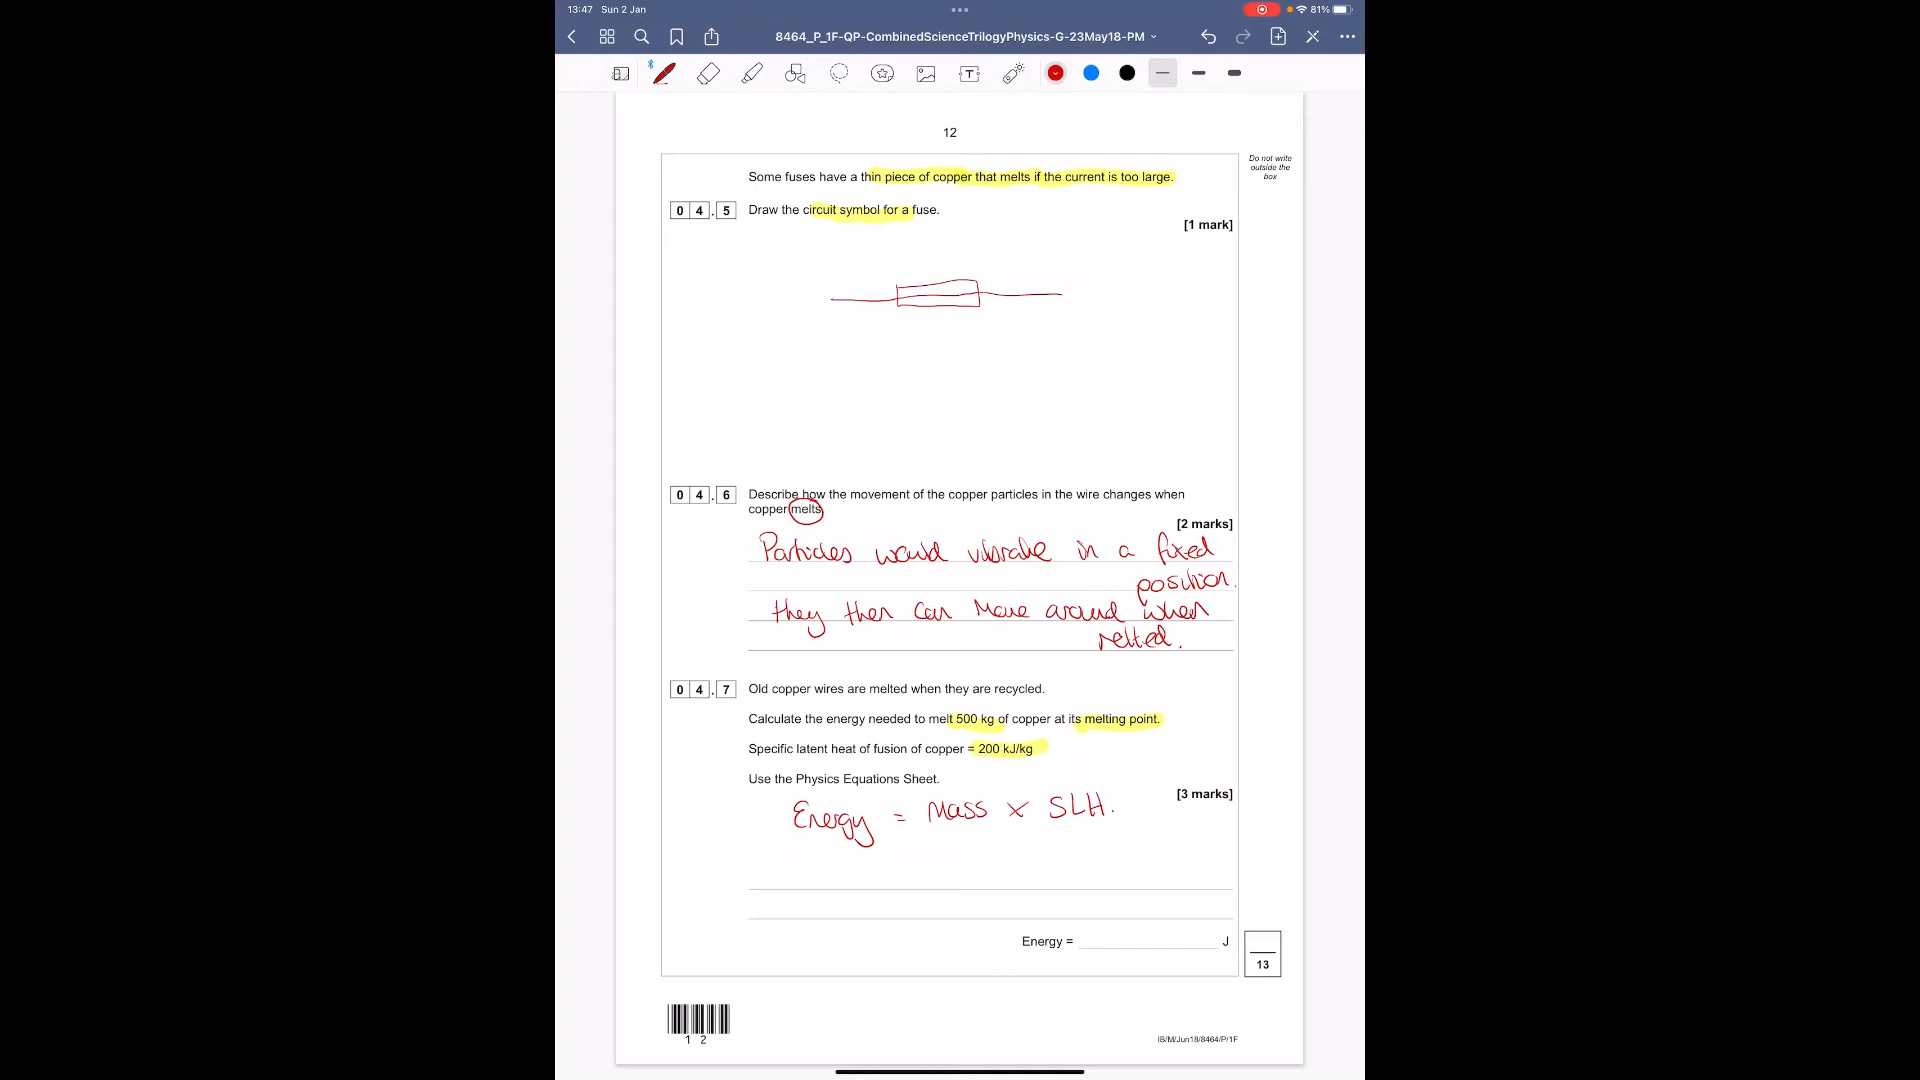 13:47 Sun 2 Jan
81%
8464_P_1F-QP-CombinedScienceTrilogyPhysics-G-23May18-PM
T
12
Do not write
outside the
box
Some fuses have a thin piece of copper that melts if the current is too large.
0 4 . 5 Draw the circuit symbol for a fuse.
[1 mark]
0 4 . 6 Describe how the movement of the copper particles in the wire changes when
copper melts
[2 marks]
Particles would vibrate in a fixed
position.
they then can move around when
melted.
0 4 . 7 Old copper wires are melted when they are recycled.
Calculate the energy needed to melt 500 kg of copper at its melting point.
Specific latent heat of fusion of copper = 200 kJ/kg
Use the Physics Equations Sheet.
[3 marks]
Energy = Mass x SLH.
Energy = J
13
1 2
IB/M/Jun18/8464/P/1F